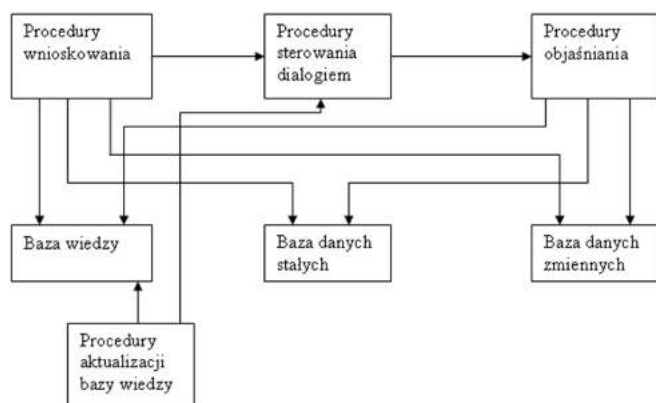 Procedury
wnioskowania
Procedury
sterowania
dialogiem
Procedury
objaśniania
Baza wiedzy
Baza danych
stałych
Baza danych
zmiennych
Procedury
aktualizacji
bazy wiedzy